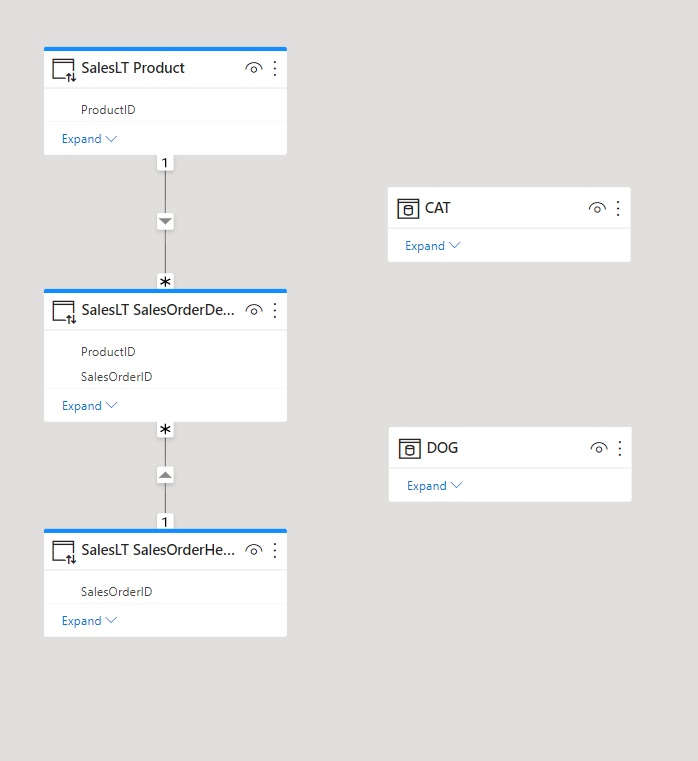 SalesLT Product
ProductID
Expand
1
*
SalesLT SalesOrderDe...
ProductID
SalesOrderID
Expand
*
1
SalesLT SalesOrderHe...
SalesOrderID
Expand
CAT
Expand
DOG
Expand